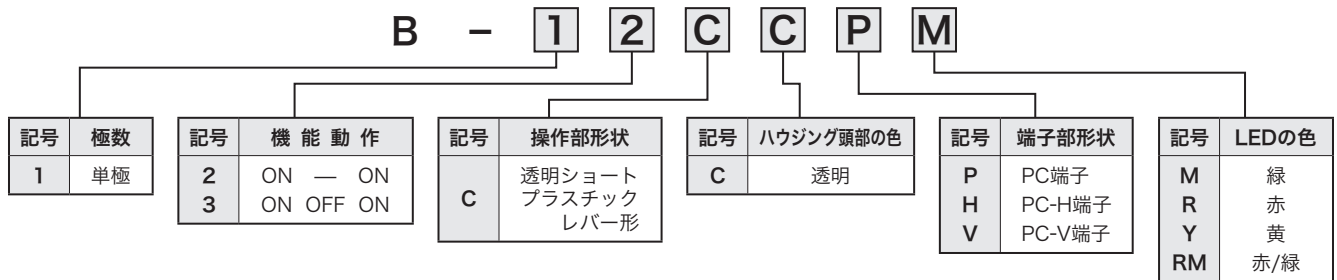 B - 1 2 C C P M
記号 極数
1 単極
記号 機能動作
2 ON — ON
3 ON OFF ON
記号 操作部形状
C 透明ショート
プラスチック
レバー形
記号 ハウジング頭部の色
C 透明
記号 端子部形状
P PC端子
H PC-H端子
V PC-V端子
記号 LEDの色
M 緑
R 赤
Y 黄
RM 赤/緑